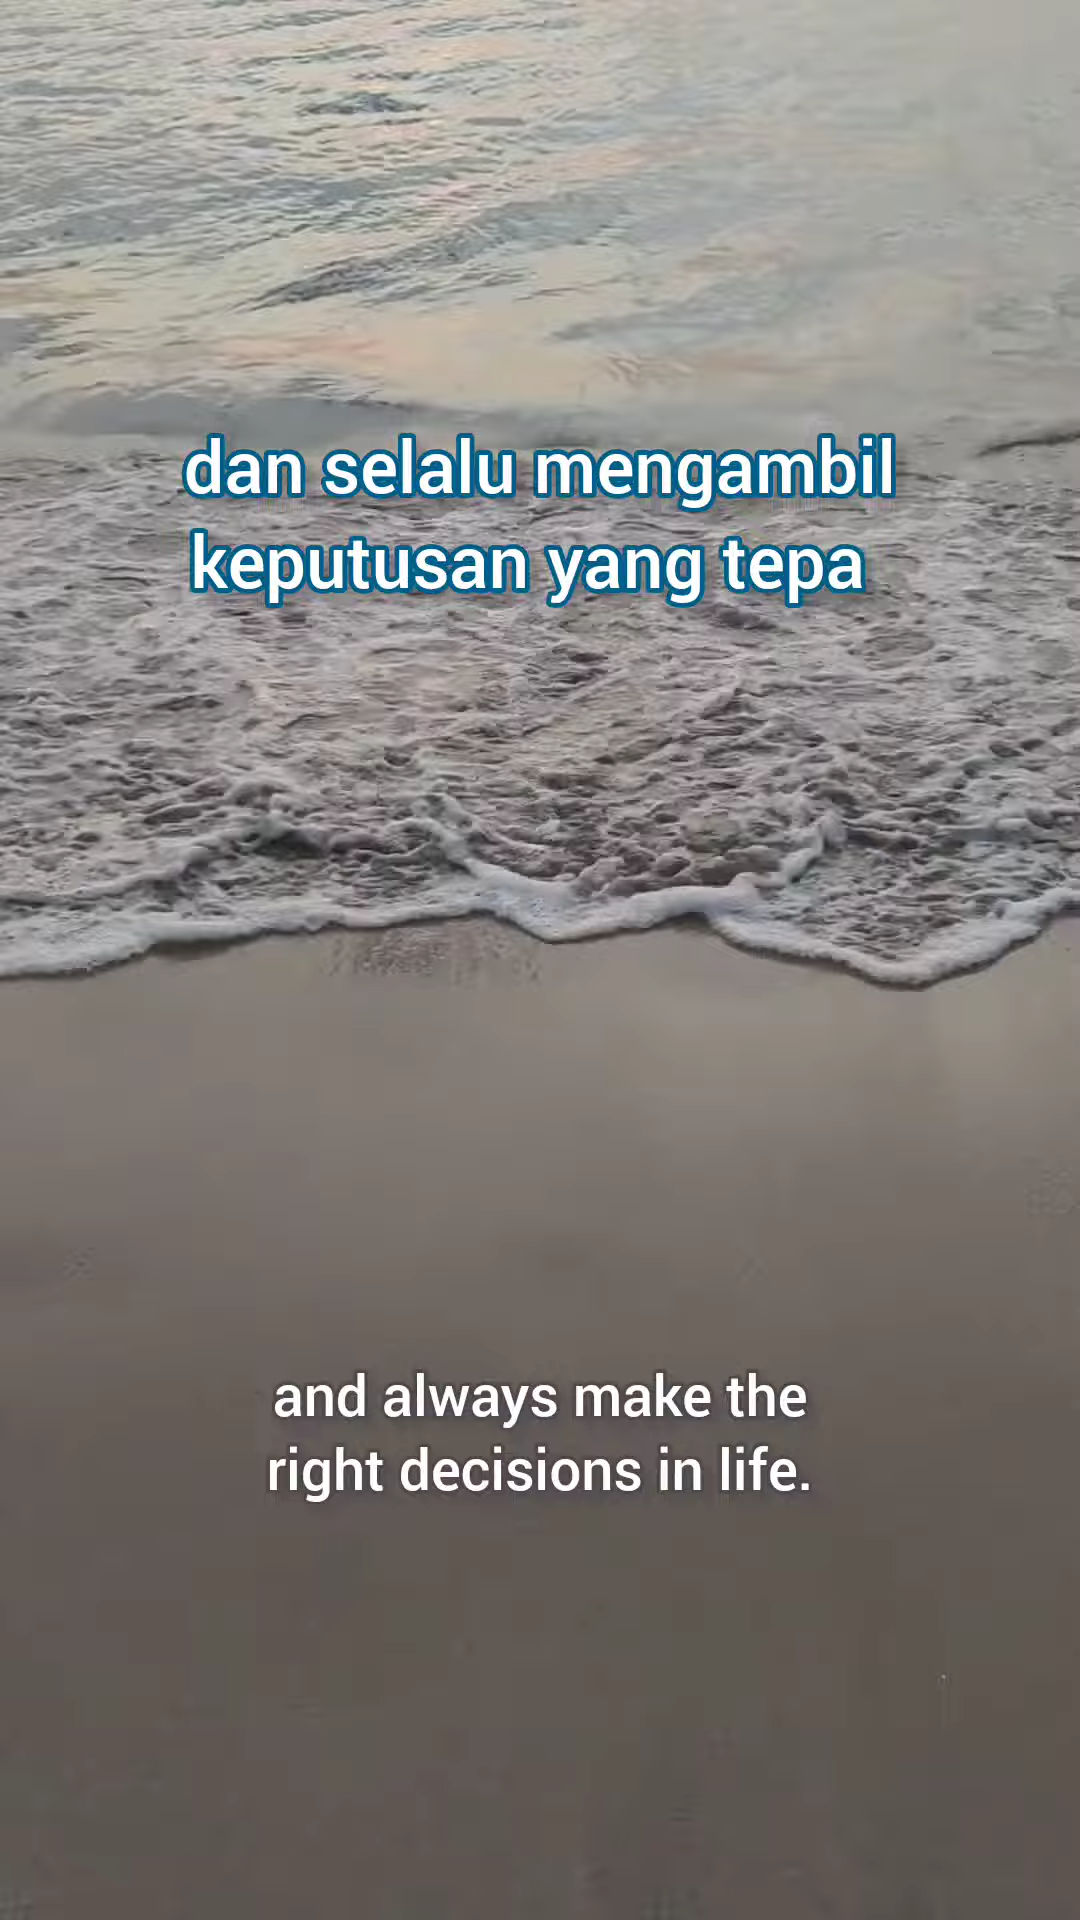 dan selalu mengambil
keputusan yang tepa
and always make the
right decisions in life.